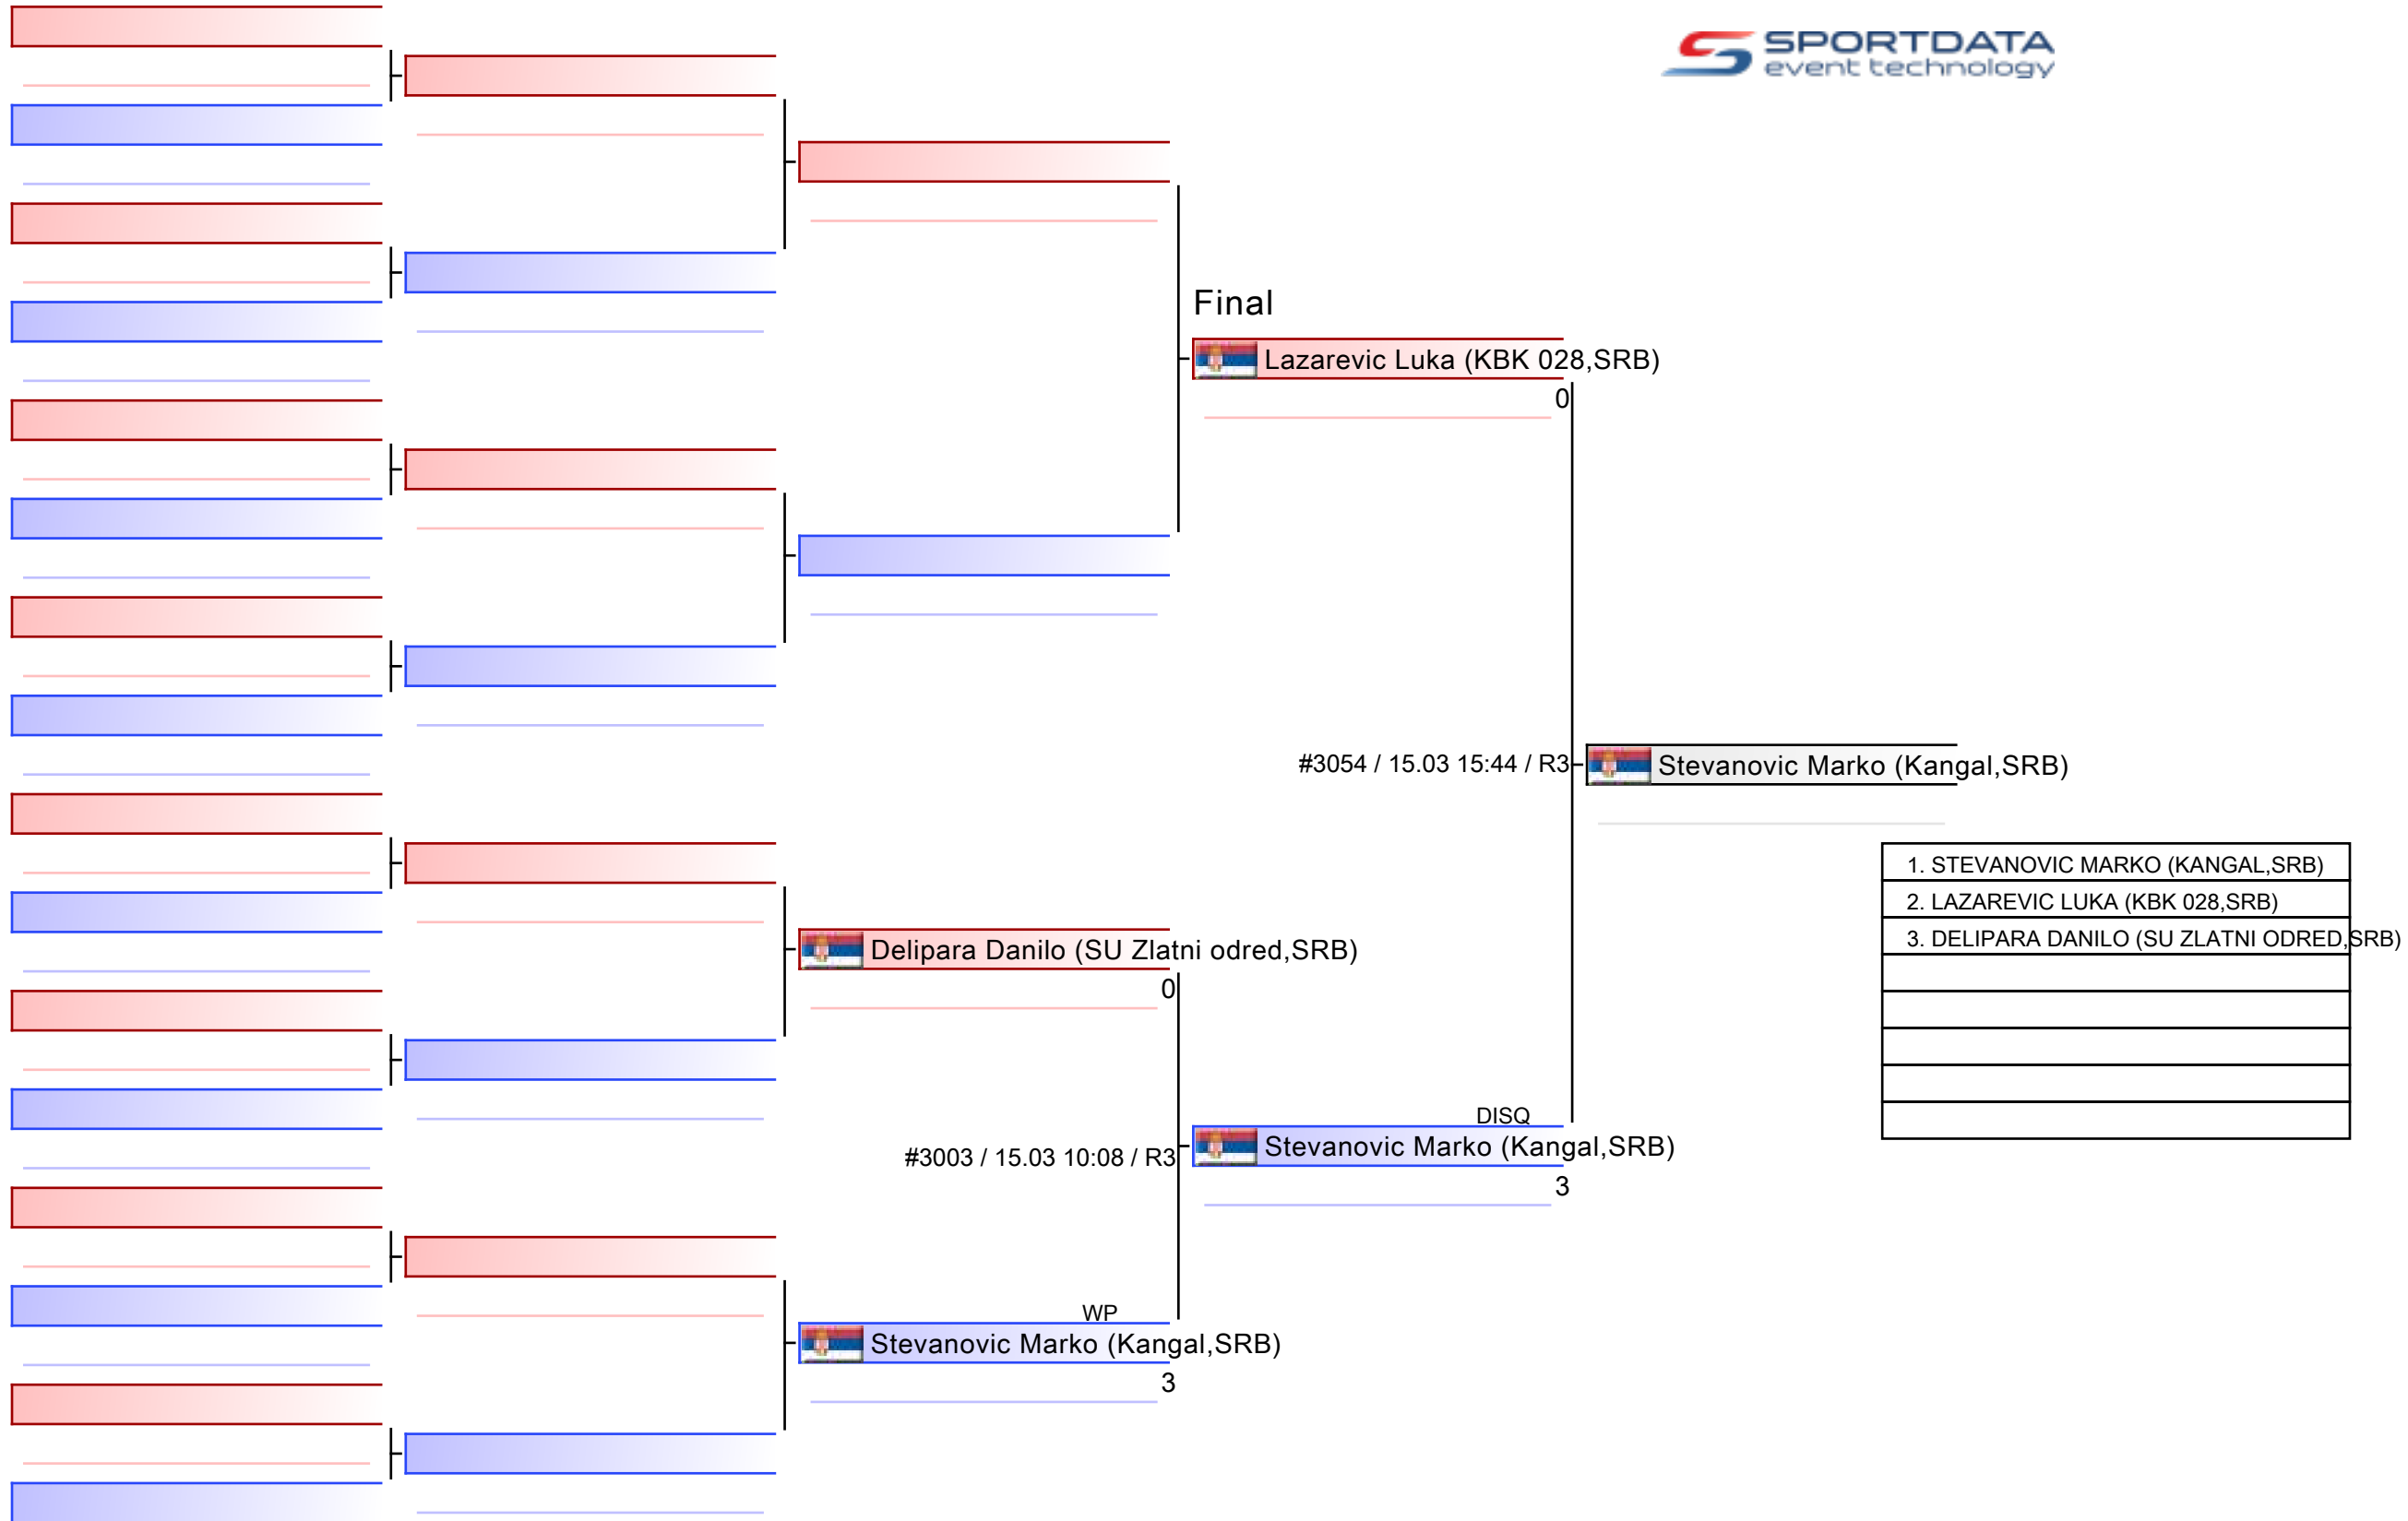 SPORTDATA
event technology
Final
Lazarevic Luka (KBK 028,SRB)
0
#3054 / 15.03 15:44 / R3
Stevanovic Marko (Kangal,SRB)
1. STEVANOVIC MARKO (KANGAL,SRB)
2. LAZAREVIC LUKA (KBK 028,SRB)
3. DELIPARA DANILO (SU ZLATNI ODRED,SRB)
Delipara Danilo (SU Zlatni odred,SRB)
0
DISQ
#3003 / 15.03 10:08 / R3
Stevanovic Marko (Kangal,SRB)
3
WP
Stevanovic Marko (Kangal,SRB)
3